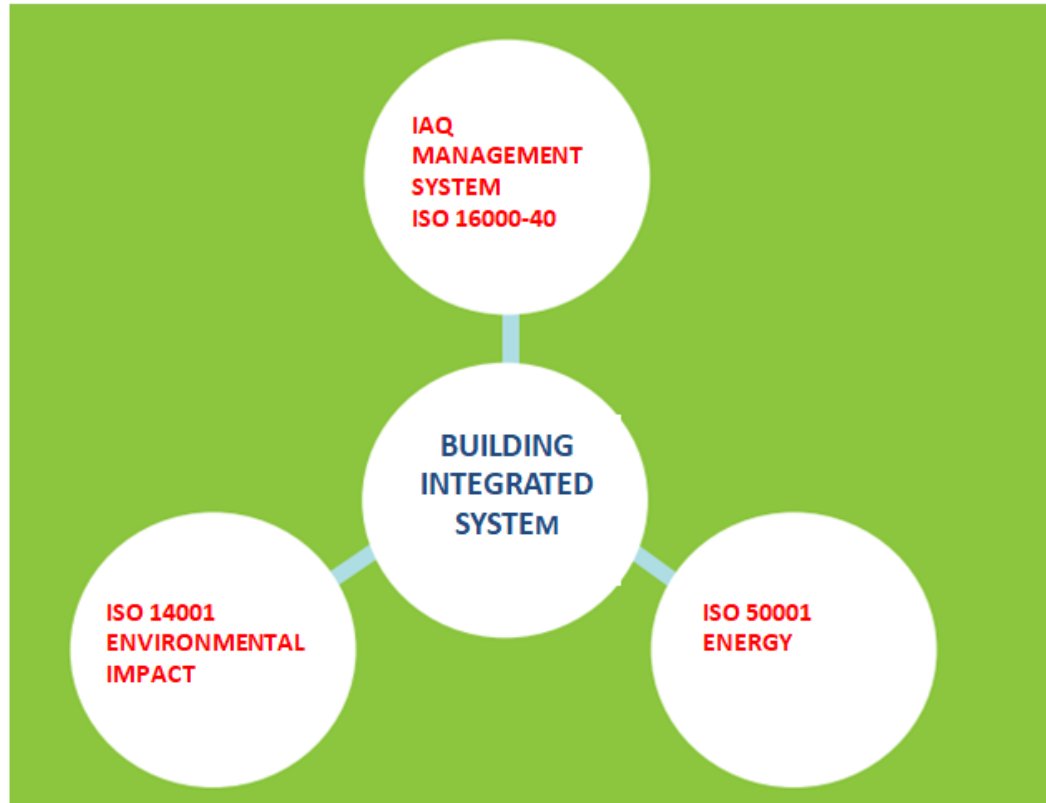 IAQ
MANAGEMENT
SYSTEM
ISO 16000-40
BUILDING
INTEGRATED
SYSTEM
ISO 14001
ENVIRONMENTAL
IMPACT
ISO 50001
ENERGY